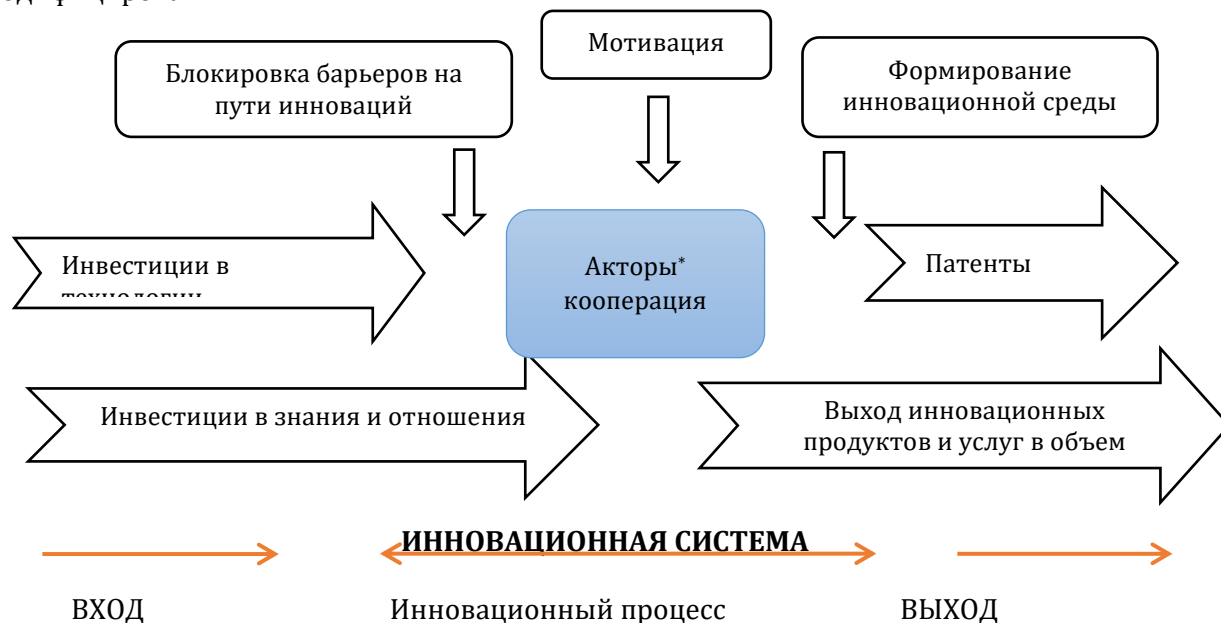 Мотивация
Блокировка барьеров на
пути инноваций
Формирование
инновационной среды
Инвестиции в
технологии
Акторы*
кооперация
Патенты
Инвестиции в знания и отношения
Выход инновационных
продуктов и услуг в объем
ИННОВАЦИОННАЯ СИСТЕМА
ВХОД
Инновационный процесс
ВЫХОД